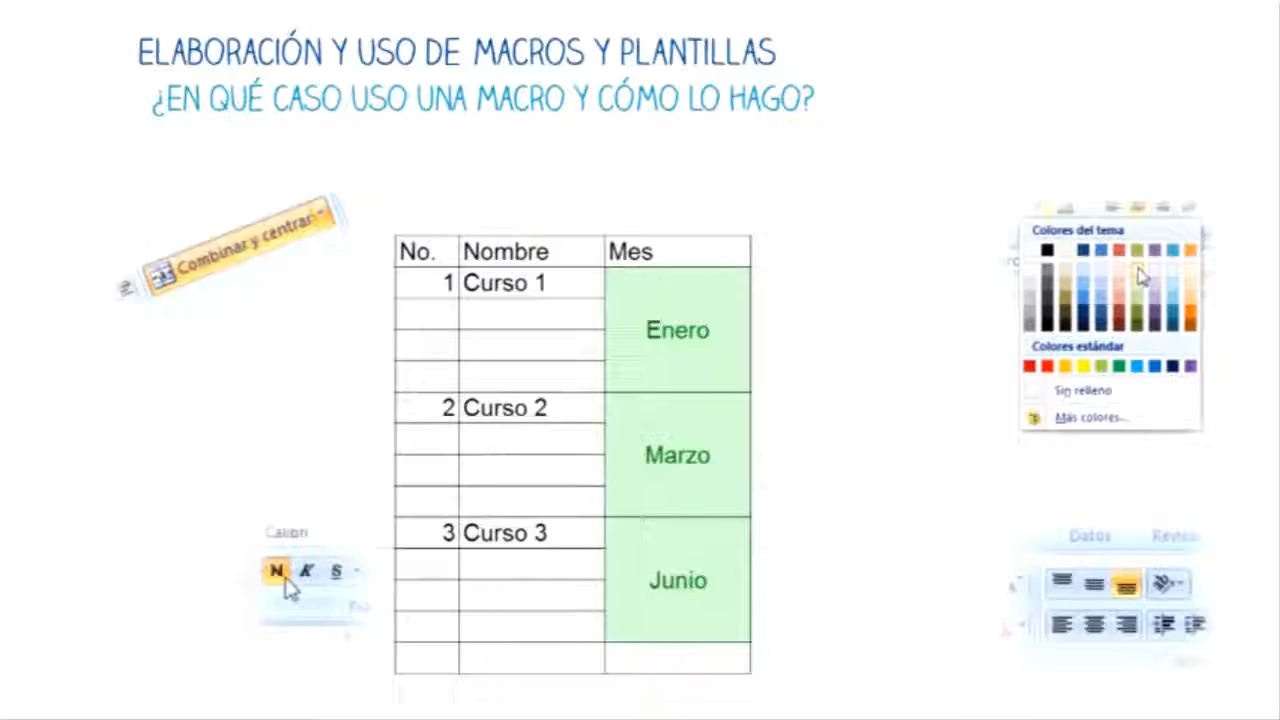 ELABORACIÓN Y USO DE MACROS Y PLANTILLAS
¿EN QUÉ CASO USO UNA MACRO Y CÓMO LO HAGO?
Combinar y centrar
No. Nombre Mes
1 Curso 1
Enero
2 Curso 2
Marzo
3 Curso 3
Junio
Colores del tema
Colores estándar
Sin relleno
Más colores...
Calibri
N K S
Datos